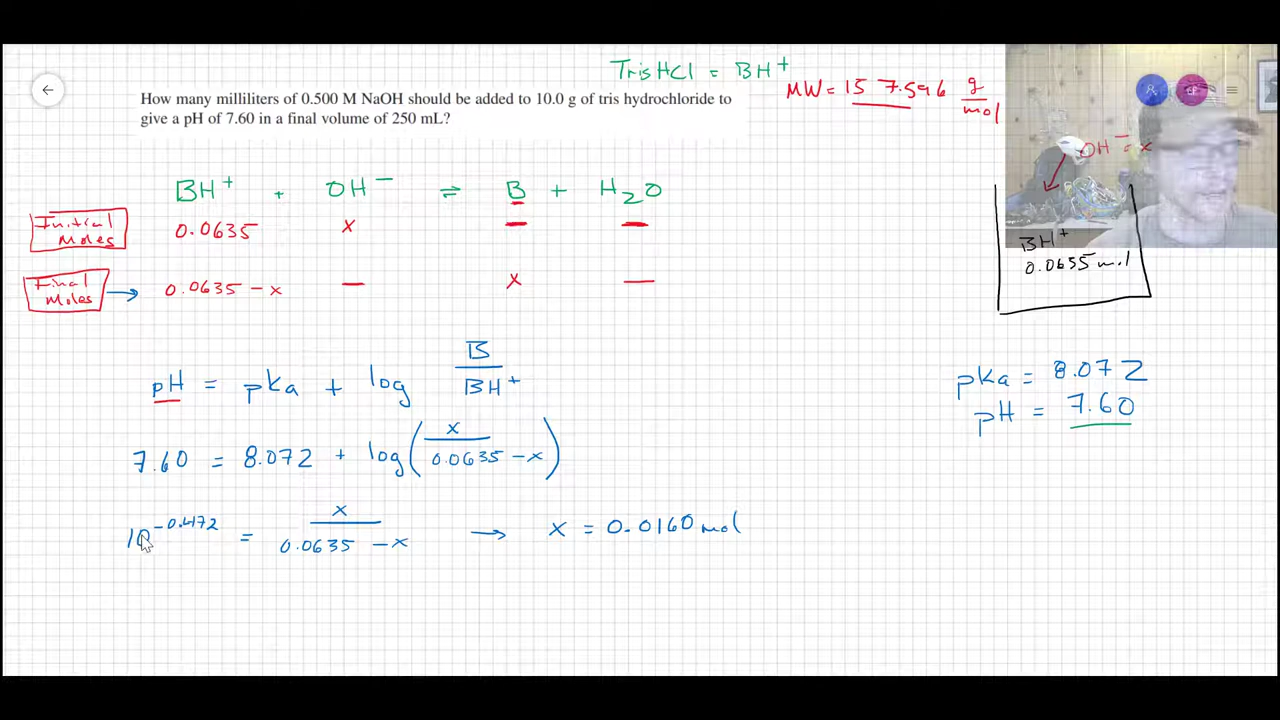 TrisHCl = BH⁺
MW = 157.596 g/mol
How many milliliters of 0.500 M NaOH should be added to 10.0 g of tris hydrochloride to
give a pH of 7.60 in a final volume of 250 mL?
OH⁻ = x
BH⁺ + OH⁻ ⇌ B + H₂O
Initial Moles 0.0635 x — —
Final Moles → 0.0635 - x — x —
BH⁺
0.0635 mol
pH = pKa + log B/BH⁺
pKa = 8.072
pH = 7.60
7.60 = 8.072 + log(x/(0.0635 - x))
10^-0.472 = x/(0.0635 - x) → x = 0.0160 mol